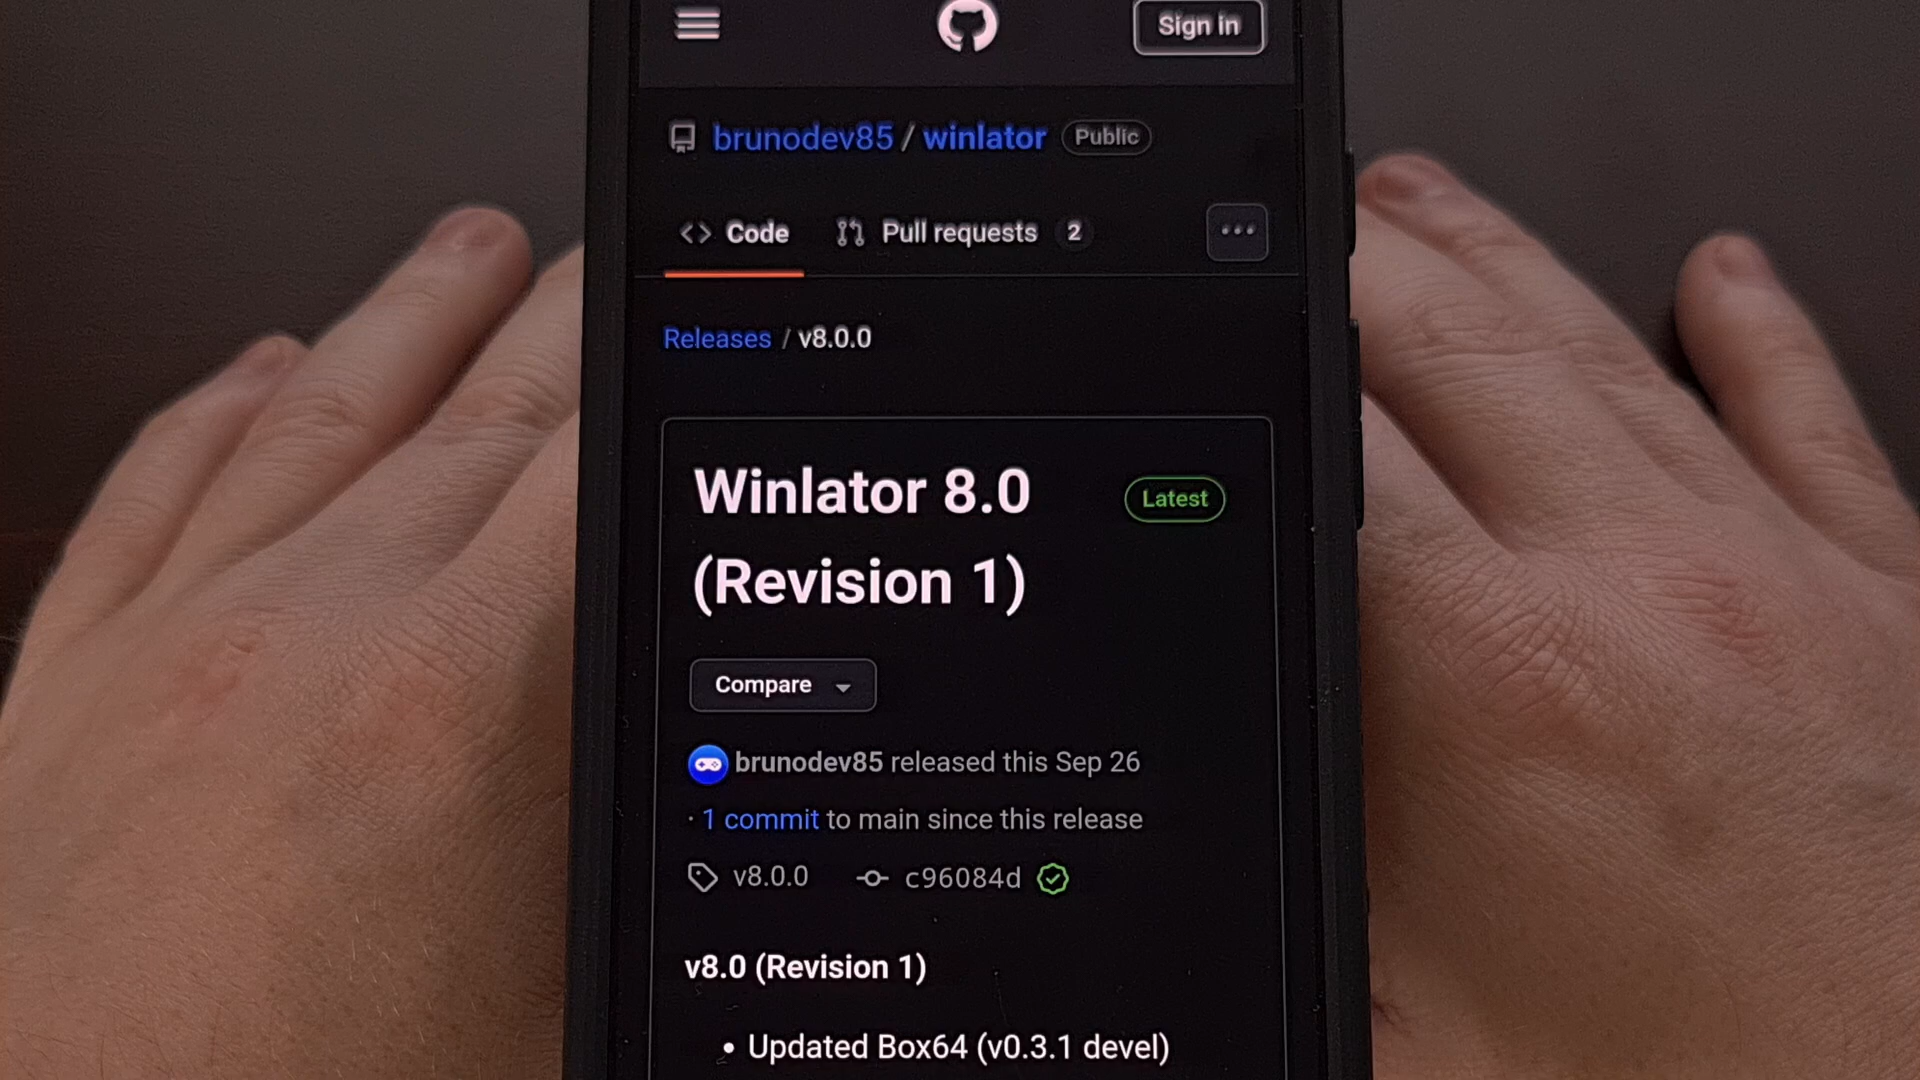 Sign in
brunodev85 / winlator Public
Code Pull requests 2
Releases / v8.0.0
Winlator 8.0 Latest
(Revision 1)
Compare
brunodev85 released this Sep 26
· 1 commit to main since this release
v8.0.0 c96084d
v8.0 (Revision 1)
• Updated Box64 (v0.3.1 devel)